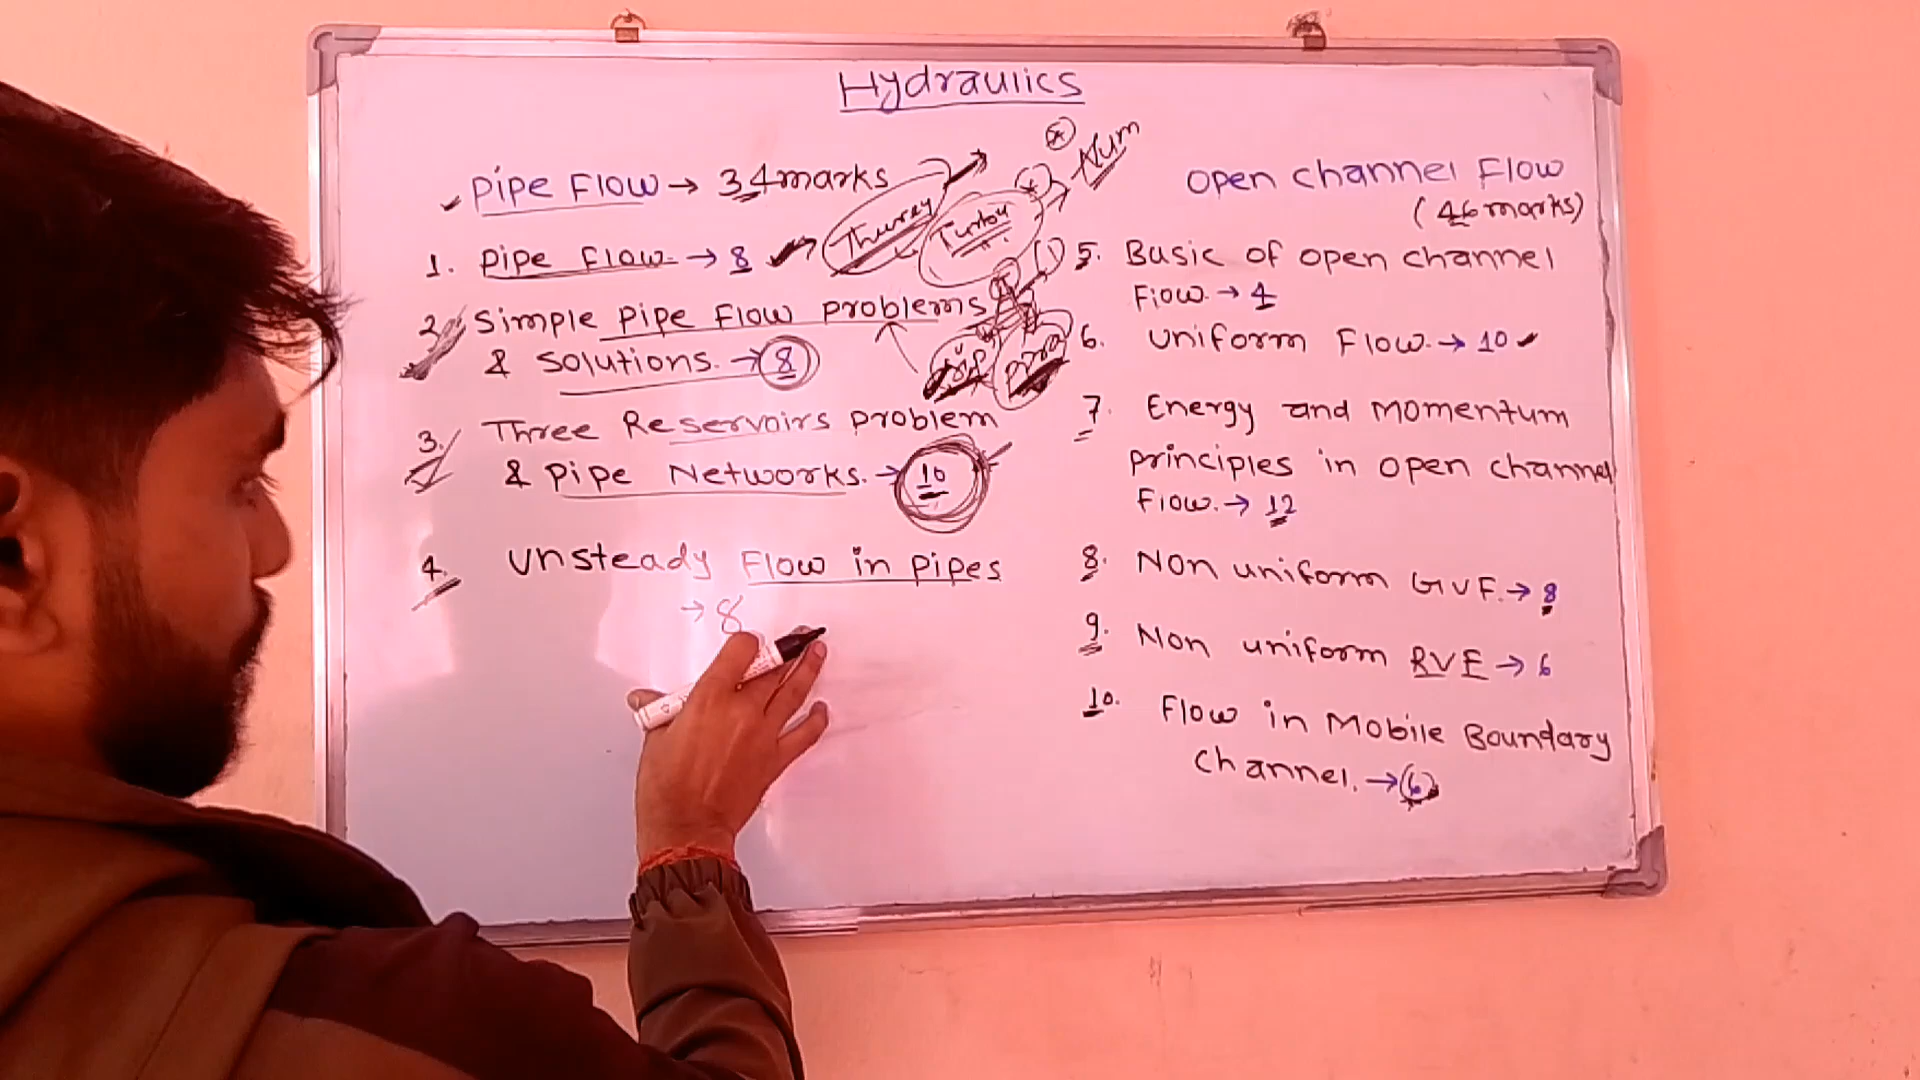 Hydraulics
Pipe Flow → 34 marks
1. Pipe Flow → 8
Theorey
Turbu
Num
2. Simple Pipe Flow problems
& Solutions. → 8
3. Three Reservoirs problem
& Pipe Networks. → 10
4. Unsteady Flow in Pipes
→ 8
Open channel Flow
(46 marks)
5. Basic of open channel
Flow. → 4
6. Uniform Flow. → 10
7. Energy and Momentum
principles in open channel
Flow. → 12
8. Non uniform GVF. → 8
9. Non uniform RVF → 6
10. Flow in Mobile Boundary
Channel. → 6